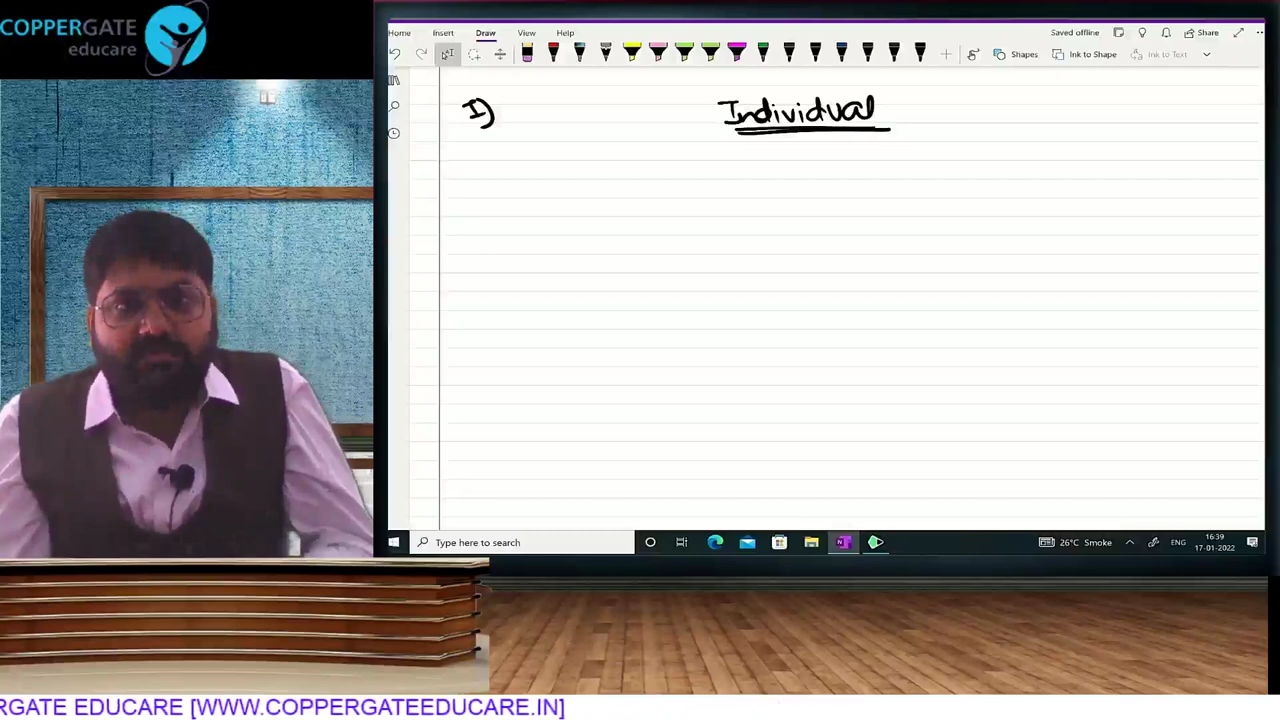 COPPERGATE
educare
Home Insert Draw View Help
Saved offline
Share
Shapes
Ink to Shape
Ink to Text
I) Individual
Type here to search
26°C Smoke
ENG
16:39
17-01-2022
RGATE EDUCARE [WWW.COPPERGATEEDUCARE.IN]